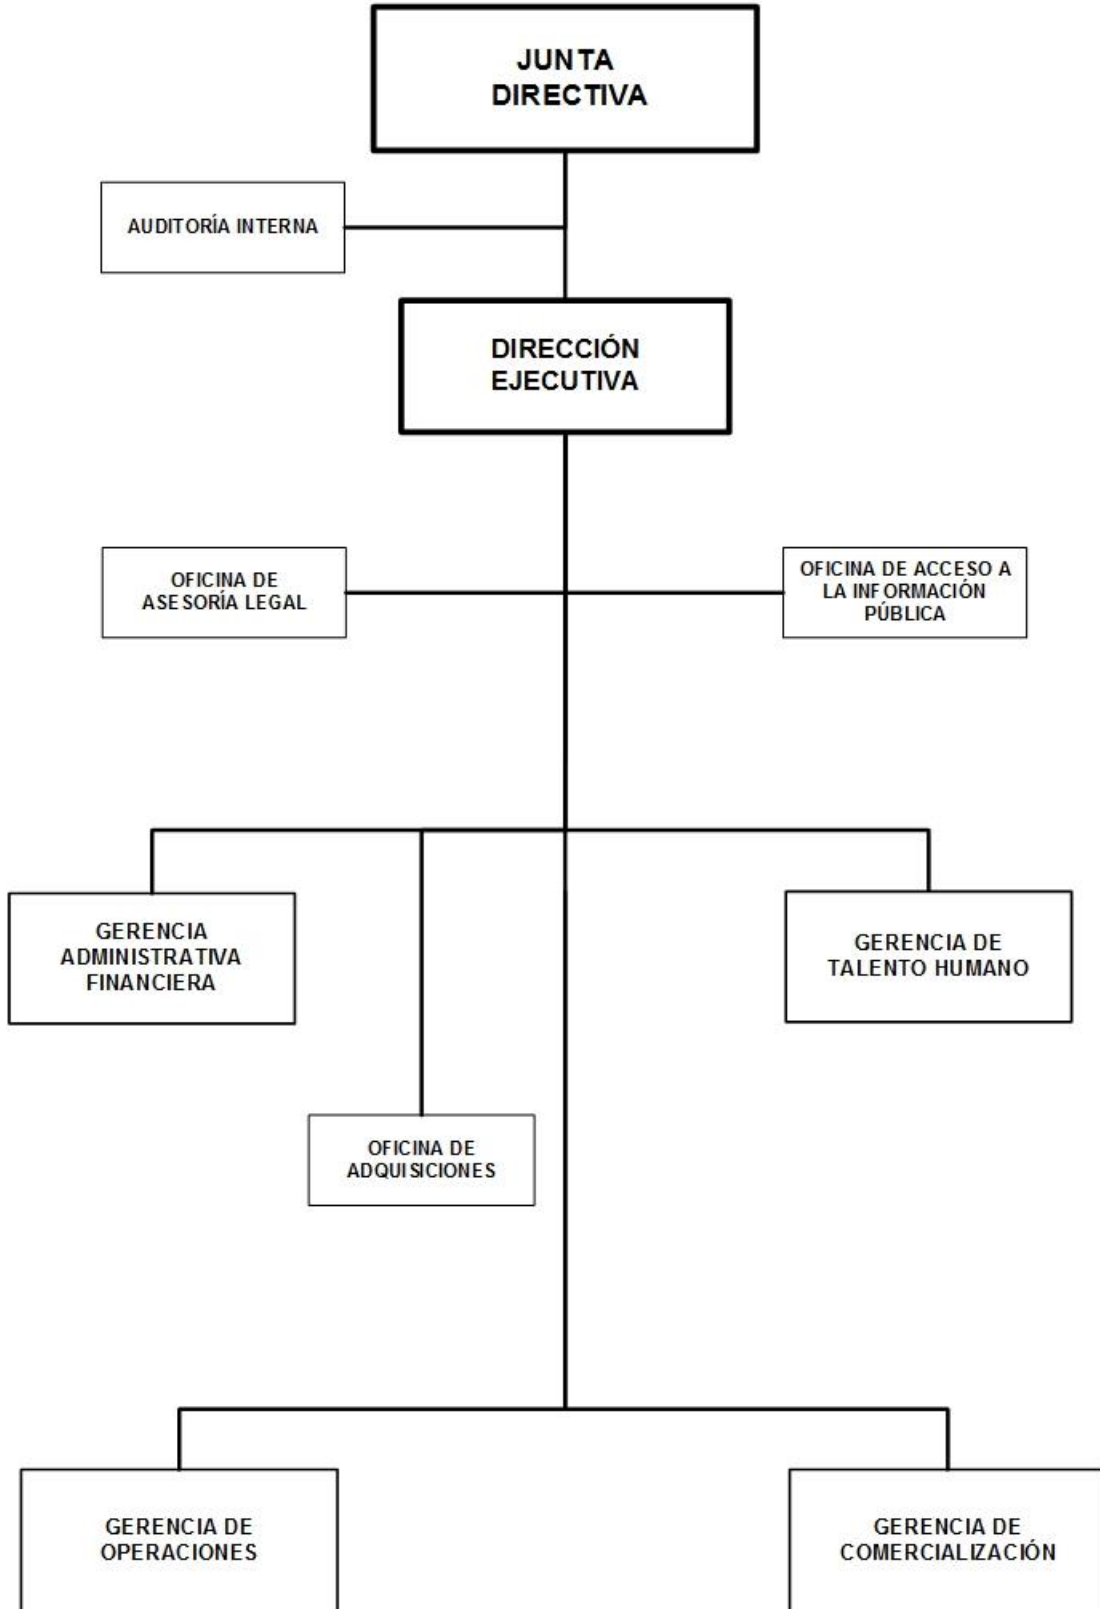 JUNTA
DIRECTIVA
AUDITORÍA INTERNA
DIRECCIÓN
EJECUTIVA
OFICINA DE
ASESORÍA LEGAL
OFICINA DE ACCESO A
LA INFORMACIÓN
PÚBLICA
GERENCIA
ADMINISTRATIVA
FINANCIERA
GERENCIA DE
TALENTO HUMANO
OFICINA DE
ADQUISICIONES
GERENCIA DE
OPERACIONES
GERENCIA DE
COMERCIALIZACIÓN